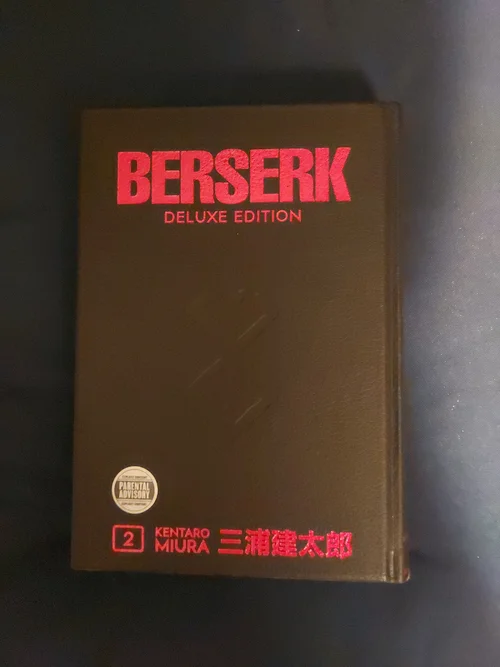 BERSERK
DELUXE EDITION
PARENTAL
ADVISORY
2
KENTARO
MIURA
三浦建太郎